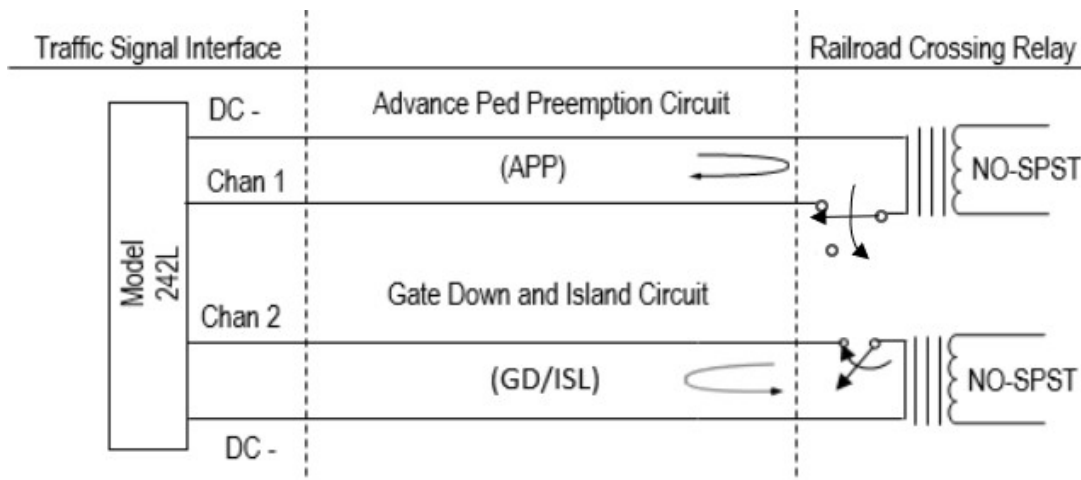 Traffic Signal Interface
Railroad Crossing Relay
DC -
Advance Ped Preemption Circuit
Chan 1
(APP)
NO-SPST
Model
242L
Chan 2
Gate Down and Island Circuit
(GD/ISL)
NO-SPST
DC -